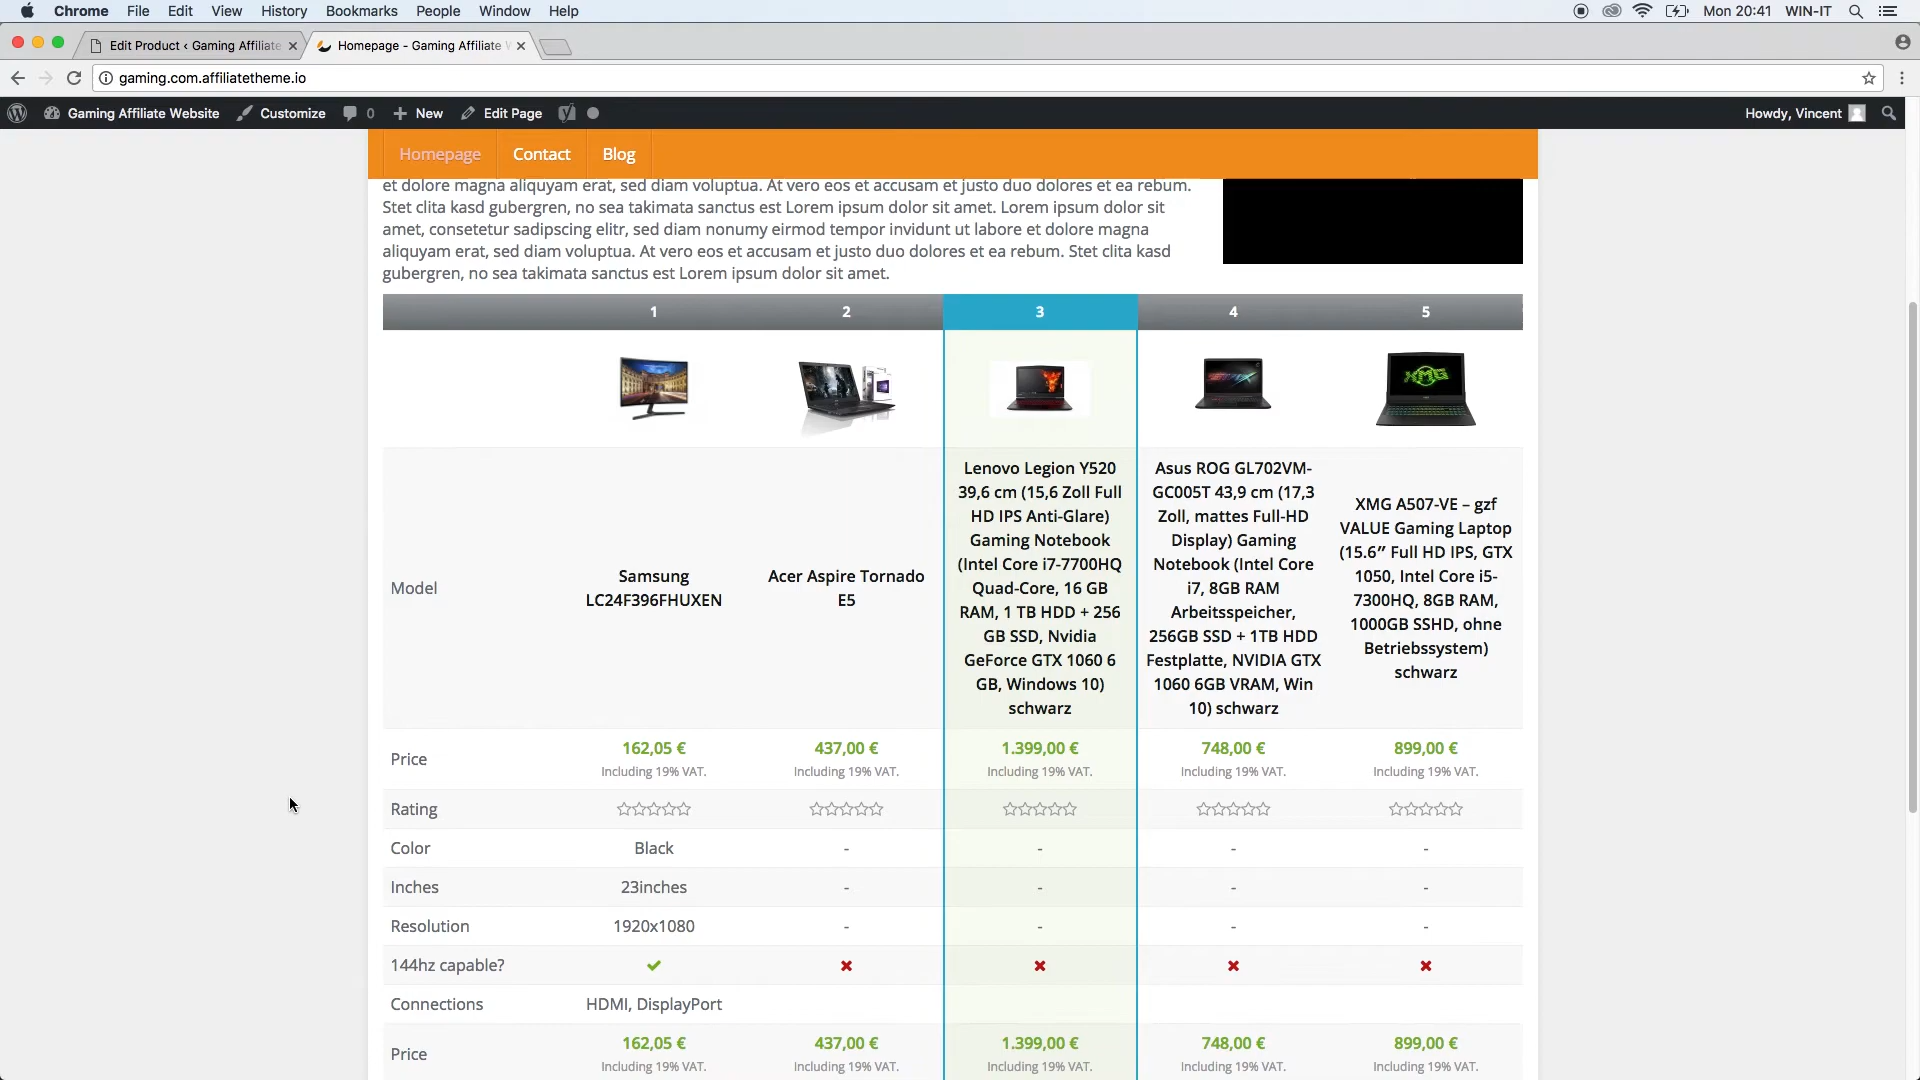 Chrome File Edit View History Bookmarks People Window Help Mon 20:41 WIN-IT
Edit Product ‹ Gaming Affiliate Homepage - Gaming Affiliate W
gaming.com.affiliatetheme.io
Gaming Affiliate Website Customize 0 New Edit Page Howdy, Vincent
Homepage Contact Blog
et dolore magna aliquyam erat, sed diam voluptua. At vero eos et accusam et justo duo dolores et ea rebum.
Stet clita kasd gubergren, no sea takimata sanctus est Lorem ipsum dolor sit amet. Lorem ipsum dolor sit
amet, consetetur sadipscing elitr, sed diam nonumy eirmod tempor invidunt ut labore et dolore magna
aliquyam erat, sed diam voluptua. At vero eos et accusam et justo duo dolores et ea rebum. Stet clita kasd
gubergren, no sea takimata sanctus est Lorem ipsum dolor sit amet.
1 2 3 4 5
XMG
Model
Samsung
LC24F396FHUXEN
Acer Aspire Tornado
E5
Lenovo Legion Y520
39,6 cm (15,6 Zoll Full
HD IPS Anti-Glare)
Gaming Notebook
(Intel Core i7-7700HQ
Quad-Core, 16 GB
RAM, 1 TB HDD + 256
GB SSD, Nvidia
GeForce GTX 1060 6
GB, Windows 10)
schwarz
Asus ROG GL702VM-
GC005T 43,9 cm (17,3
Zoll, mattes Full-HD
Display) Gaming
Notebook (Intel Core
i7, 8GB RAM
Arbeitsspeicher,
256GB SSD + 1TB HDD
Festplatte, NVIDIA GTX
1060 6GB VRAM, Win
10) schwarz
XMG A507-VE – gzf
VALUE Gaming Laptop
(15.6″ Full HD IPS, GTX
1050, Intel Core i5-
7300HQ, 8GB RAM,
1000GB SSHD, ohne
Betriebssystem)
schwarz
Price 162,05 € 437,00 € 1.399,00 € 748,00 € 899,00 €
Including 19% VAT. Including 19% VAT. Including 19% VAT. Including 19% VAT. Including 19% VAT.
Rating
Color Black - - - -
Inches 23inches - - - -
Resolution 1920x1080 - - - -
144hz capable?
Connections HDMI, DisplayPort
Price 162,05 € 437,00 € 1.399,00 € 748,00 € 899,00 €
Including 19% VAT. Including 19% VAT. Including 19% VAT. Including 19% VAT. Including 19% VAT.